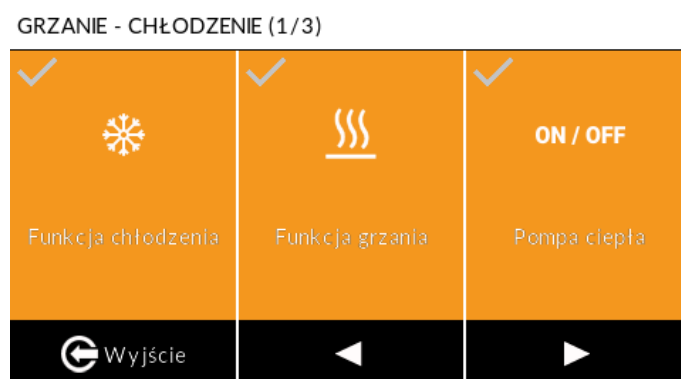 GRZANIE - CHŁODZENIE (1/3)
ON / OFF
Funkcja chłodzenia
Funkcja grzania
Pompa ciepła
Wyjście